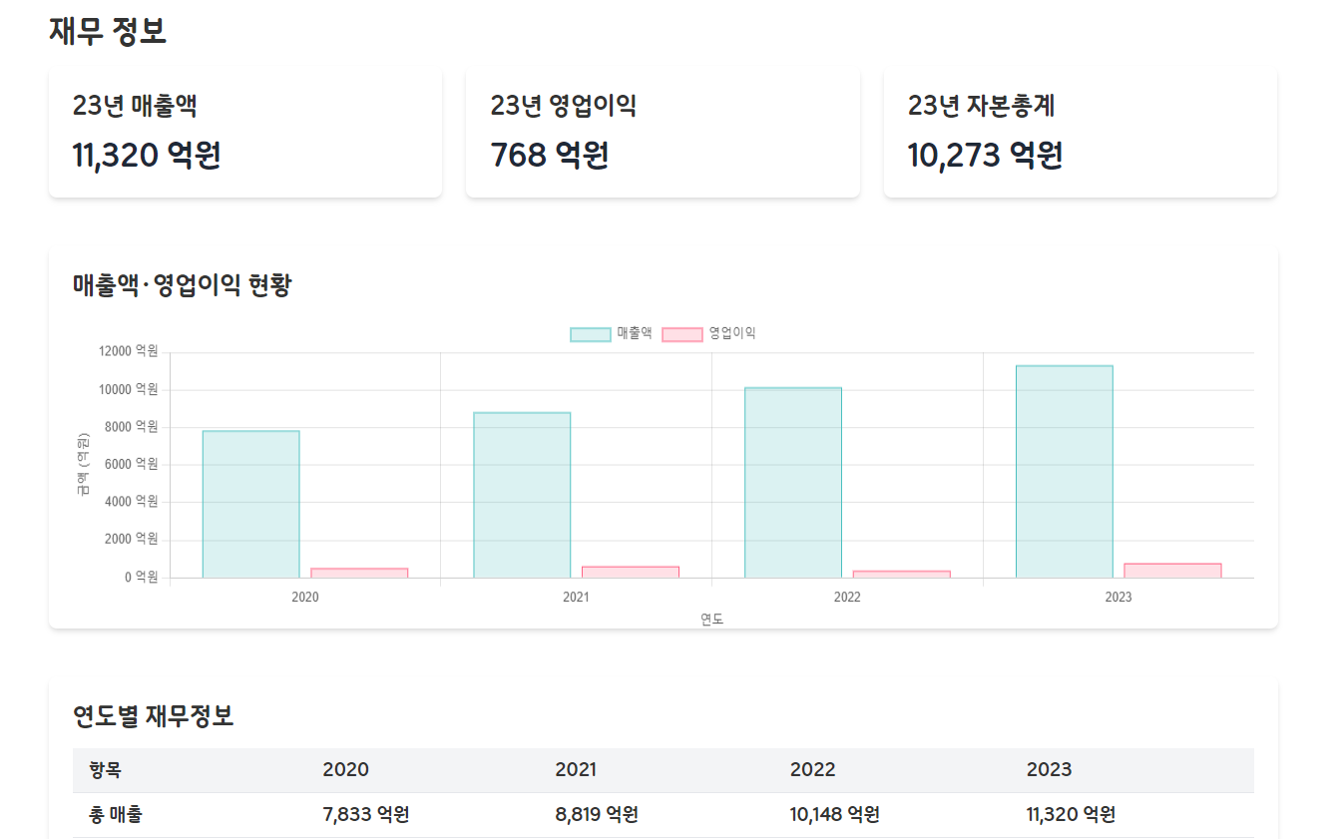 재무 정보
23년 매출액
11,320 억원
23년 영업이익
768 억원
23년 자본총계
10,273 억원
매출액·영업이익 현황
매출액 영업이익
금액 (억원)
12000 억원
10000 억원
8000 억원
6000 억원
4000 억원
2000 억원
0 억원
2020 2021 2022 2023
연도
연도별 재무정보
항목 2020 2021 2022 2023
총 매출 7,833 억원 8,819 억원 10,148 억원 11,320 억원